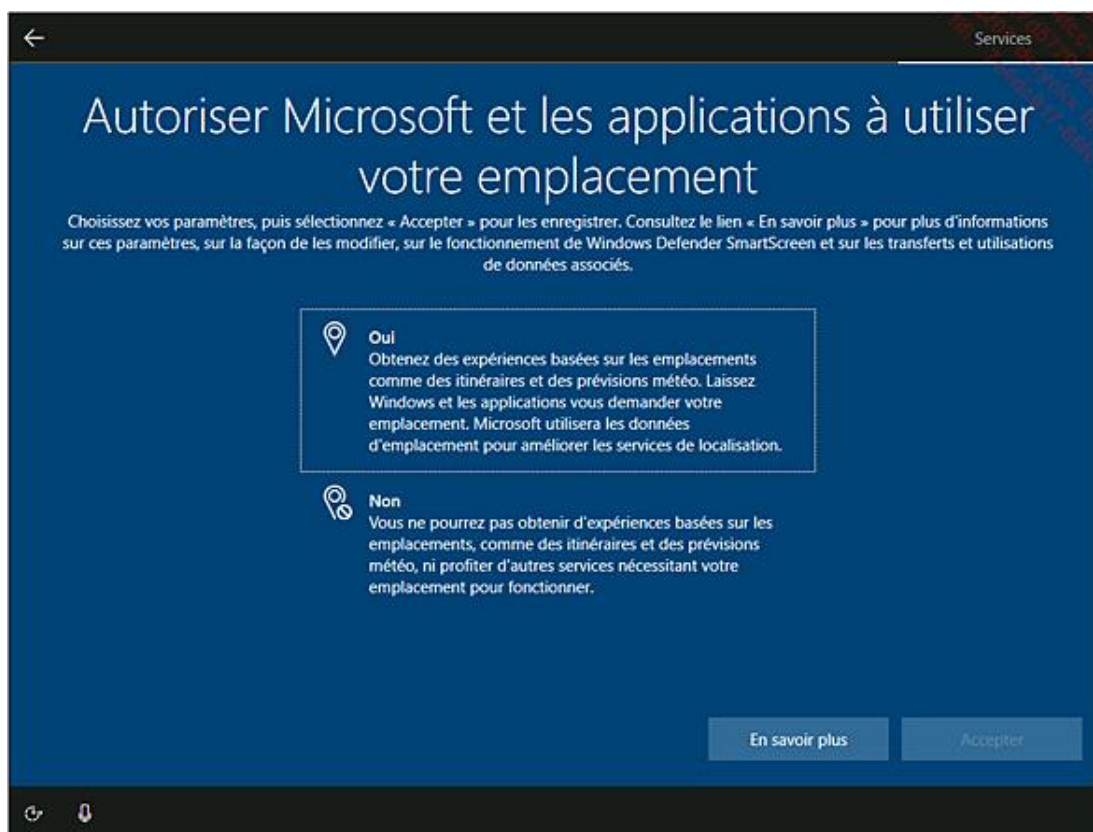 Services
Autoriser Microsoft et les applications à utiliser
votre emplacement
Choisissez vos paramètres, puis sélectionnez « Accepter » pour les enregistrer. Consultez le lien « En savoir plus » pour plus d'informations
sur ces paramètres, sur la façon de les modifier, sur le fonctionnement de Windows Defender SmartScreen et sur les transferts et utilisations
de données associés.
Oui
Obtenez des expériences basées sur les emplacements
comme des itinéraires et des prévisions météo. Laissez
Windows et les applications vous demander votre
emplacement. Microsoft utilisera les données
d'emplacement pour améliorer les services de localisation.
Non
Vous ne pourrez pas obtenir d'expériences basées sur les
emplacements, comme des itinéraires et des prévisions
météo, ni profiter d'autres services nécessitant votre
emplacement pour fonctionner.
En savoir plus
Accepter